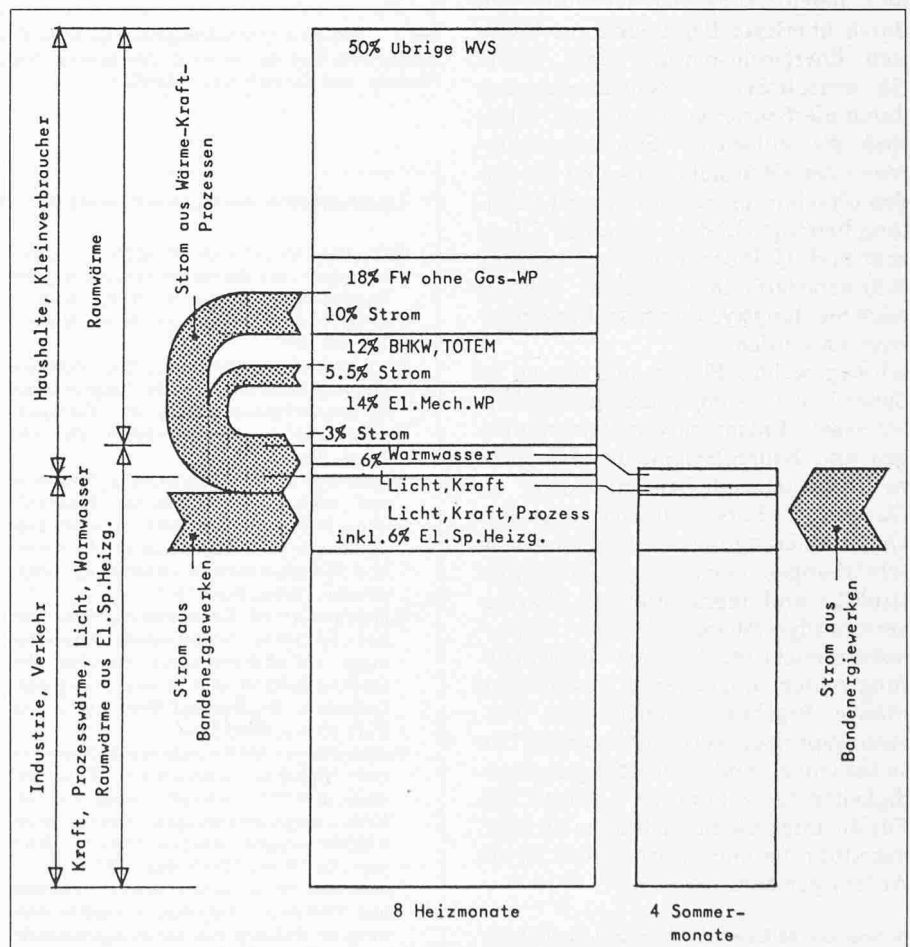 50% Ubrige WVS
18% FW ohne Gas-WP
10% Strom
12% BHKW,TOTEM
5.5% Strom
14% El.Mech.WP
3% Strom
6% Warmwasser
Licht,Kraft
Licht,Kraft,Prozess
inkl.6% El.Sp.Heizg.
Haushalte, Kleinverbraucher
Raumwärme
Strom aus Wärme-Kraft-
Prozessen
Industrie Verkehr
Kraft, Prozesswärme, Licht, Warmwasser
Raumwärme aus El.Sp.Heizg.
Strom aus
Bandenergiewerken
Strom aus
Bandenergiewerken
8 Heizmonate
4 Sommer-
monate